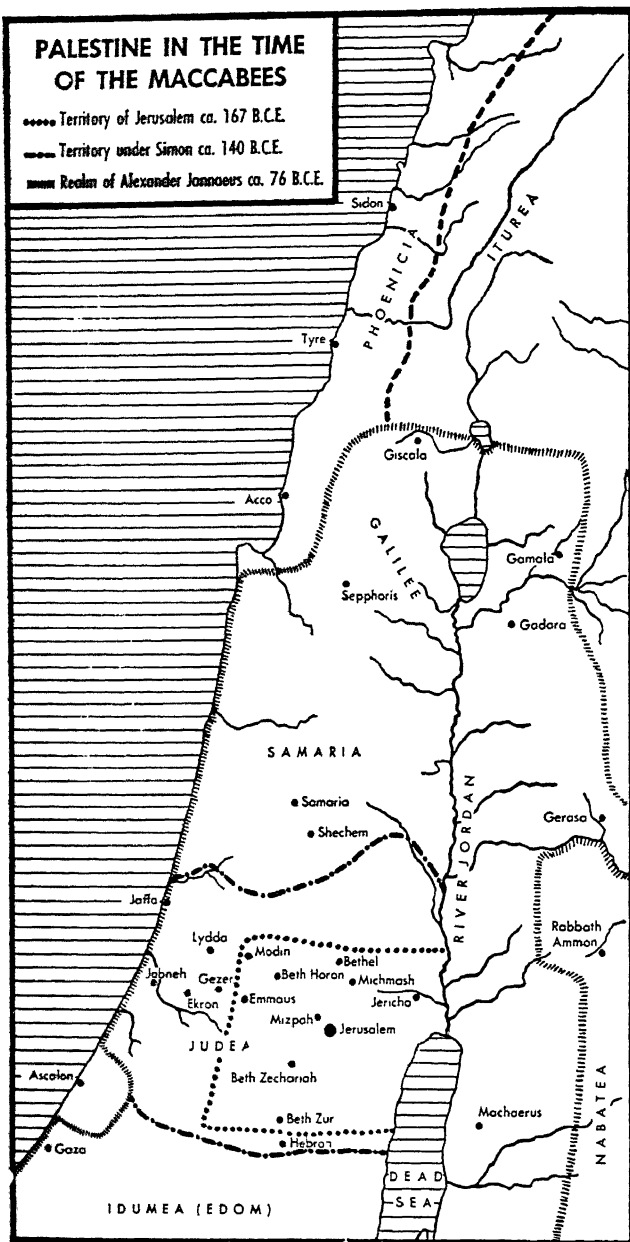 PALESTINE IN THE TIME
OF THE MACCABEES
Territory of Jerusalem ca. 167 B.C.E.
Territory under Simon ca. 140 B.C.E.
Realm of Alexander Jannaeus ca. 76 B.C.E.
Sidon
ITUREA
PHOENICIA
Tyre
Giscala
Acco
GALILEE
Gamala
Sepphoris
Gadara
SAMARIA
Samaria
Gerasa
Shechem
RIVER JORDAN
Jaffa
Lydda
Modin
Rabbath
Ammon
Bethel
Jabneh
Gezer
Beth Horon
Michmash
Ekron
Emmaus
Jericho
Mizpah
Jerusalem
JUDEA
Beth Zechariah
Ascalon
Beth Zur
Machaerus
NABATEA
Gaza
Hebron
DEAD
SEA
IDUMEA (EDOM)